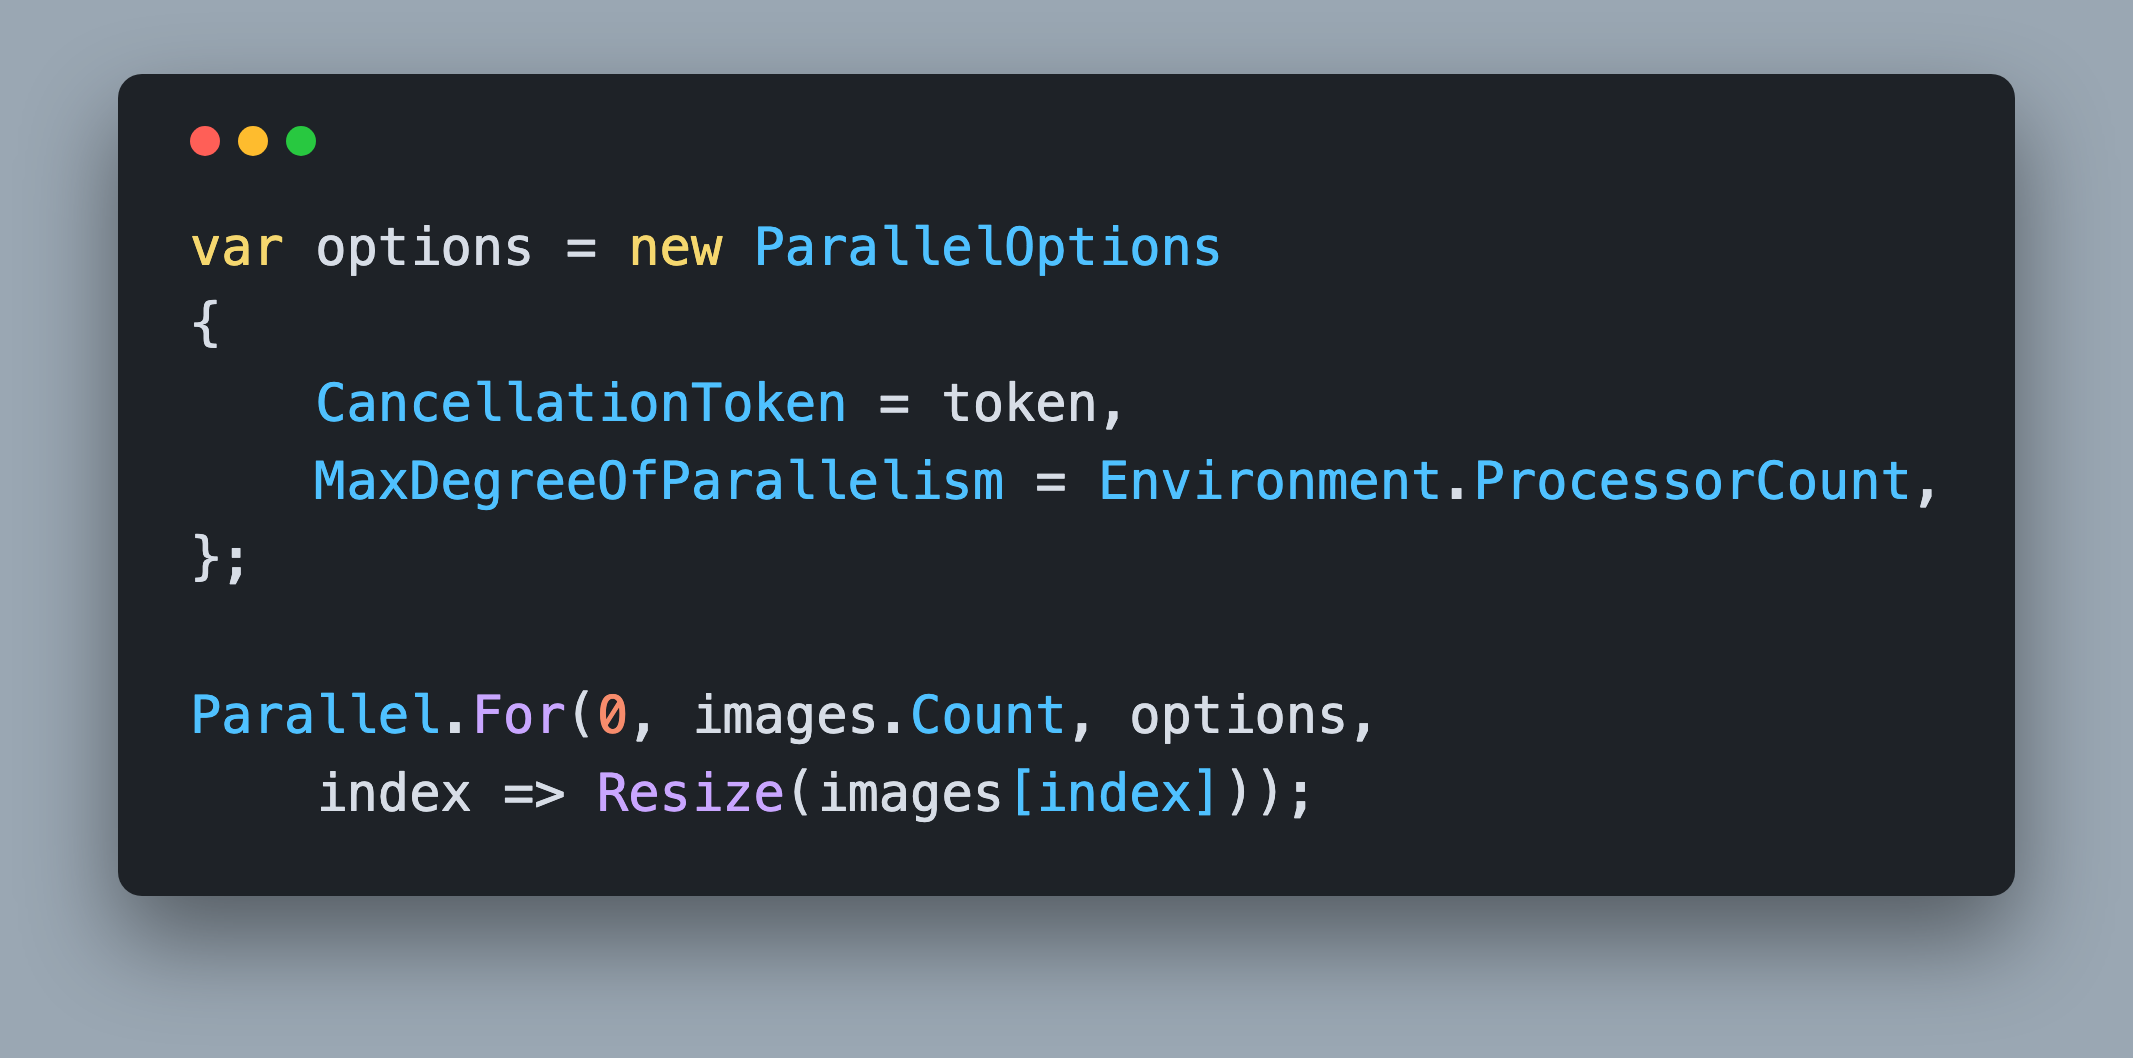 var options = new ParallelOptions
{
    CancellationToken = token,
    MaxDegreeOfParallelism = Environment.ProcessorCount,
};

Parallel.For(0, images.Count, options,
    index => Resize(images[index]));